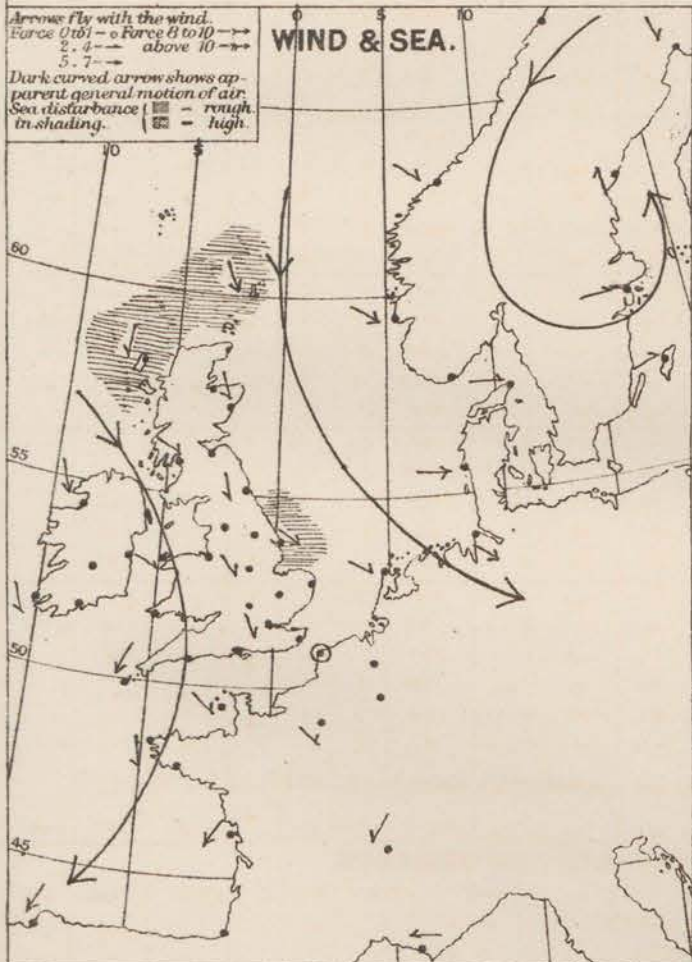 Arrows fly with the wind.
Force 0 to 1 - o Force 8 to 10 -
2. 4 - above 10 -
5. 7 -
Dark curved arrow shows ap-
parent general motion of air.
Sea disturbance { - rough.
in shading. { - high.
WIND & SEA.
0 5 10
10 5
60
55
50
45